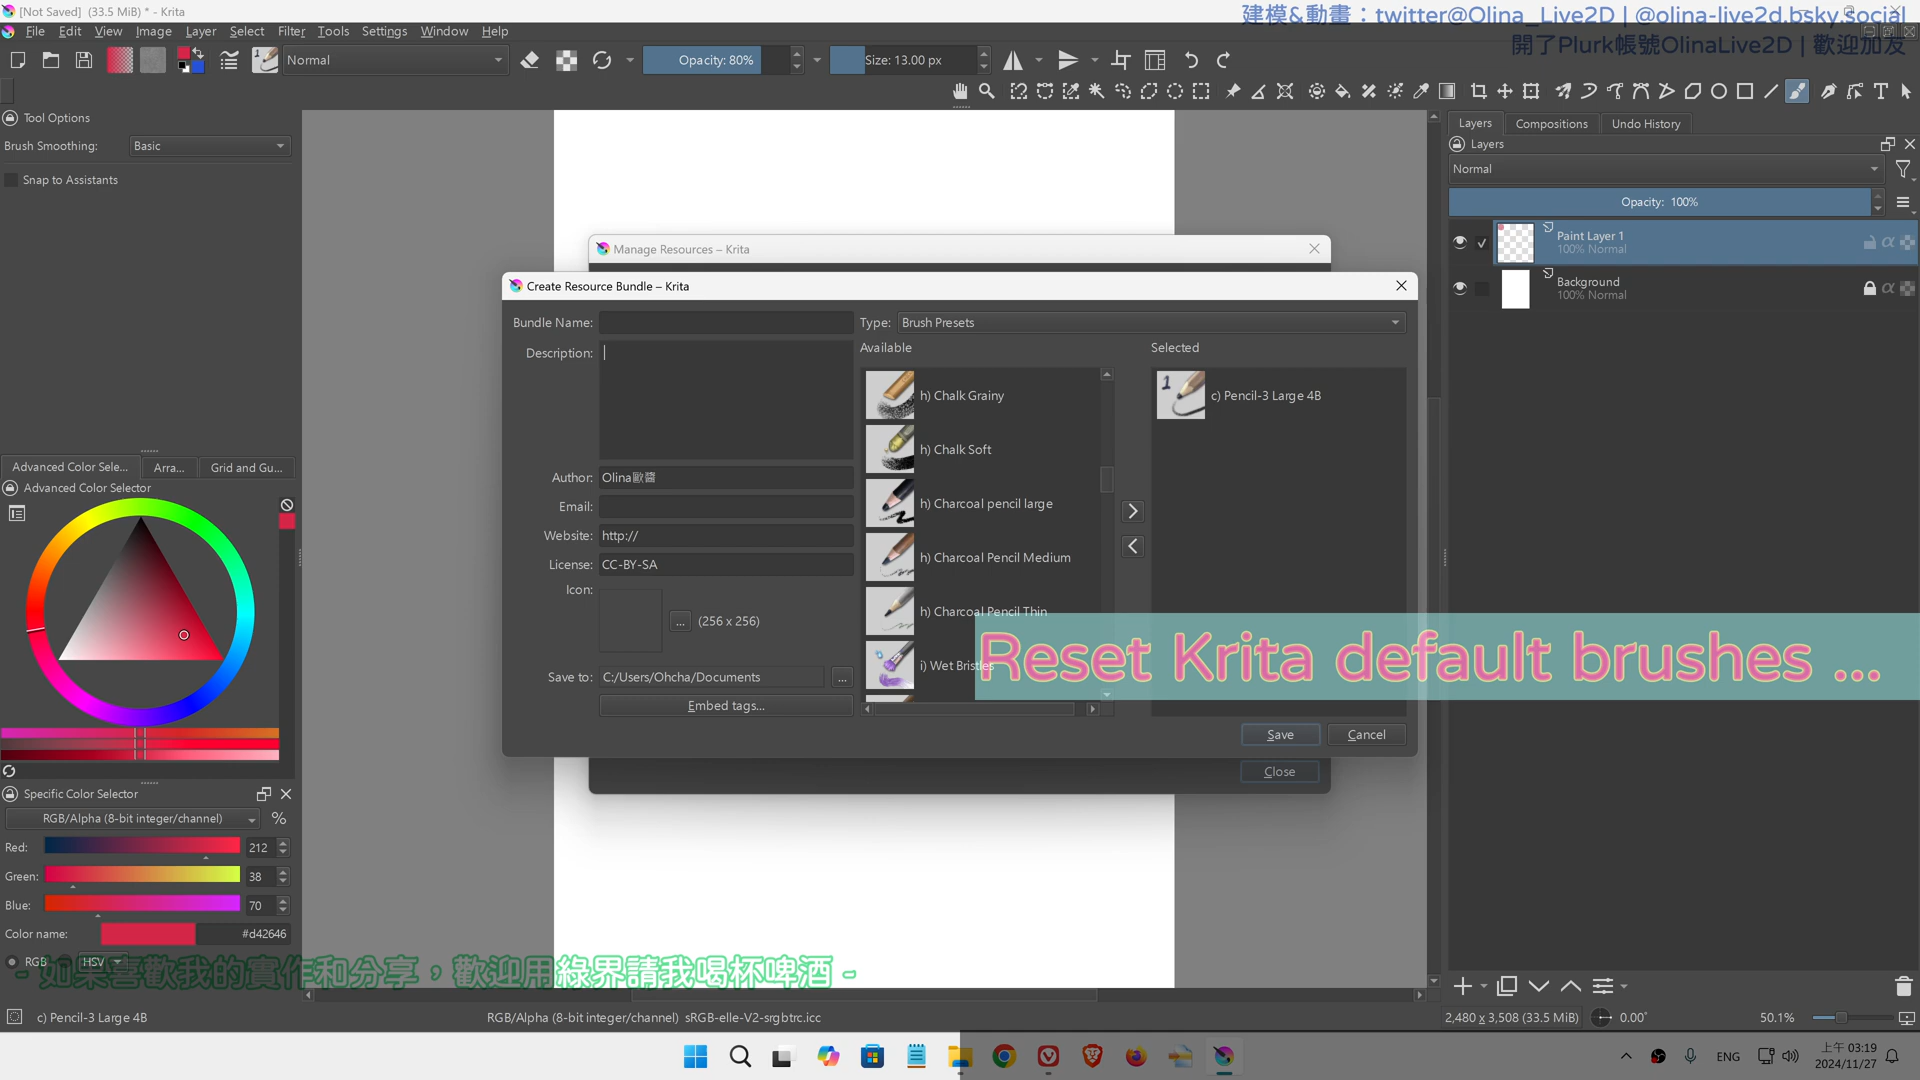 [Not Saved] (33.5 MiB) * - Krita
建模&動畫：twitter@Olina_Live2D | @olina-live2d.bsky.social
開了Plurk帳號OlinaLive2D | 歡迎加友
File Edit View Image Layer Select Filter Tools Settings Window Help
Normal
Opacity: 80%
Size: 13.00 px
Tool Options
Brush Smoothing: Basic
Snap to Assistants
Layers Compositions Undo History
Layers
Normal
Opacity: 100%
Paint Layer 1
100% Normal
Background
100% Normal
Manage Resources – Krita
Create Resource Bundle – Krita
Bundle Name:
Description:
Author: Olina歐醬
Email:
Website: http://
License: CC-BY-SA
Icon:
... (256 x 256)
Save to: C:/Users/Ohcha/Documents ...
Embed tags...
Type: Brush Presets
Available
h) Chalk Grainy
h) Chalk Soft
h) Charcoal pencil large
h) Charcoal Pencil Medium
h) Charcoal Pencil Thin
i) Wet Bristles
Selected
1
c) Pencil-3 Large 4B
Save Cancel
Close
Reset Krita default brushes ...
Advanced Color Sele... Arra... Grid and Gu...
Advanced Color Selector
Specific Color Selector
RGB/Alpha (8-bit integer/channel) %
Red: 212
Green: 38
Blue: 70
Color name: #d42646
RGB HSV
- 如果喜歡我的實作和分享，歡迎用綠界請我喝杯啤酒 -
c) Pencil-3 Large 4B
RGB/Alpha (8-bit integer/channel) sRGB-elle-V2-srgbtrc.icc
2,480 x 3,508 (33.5 MiB)
0.00°
50.1%
ENG
上午 03:19
2024/11/27